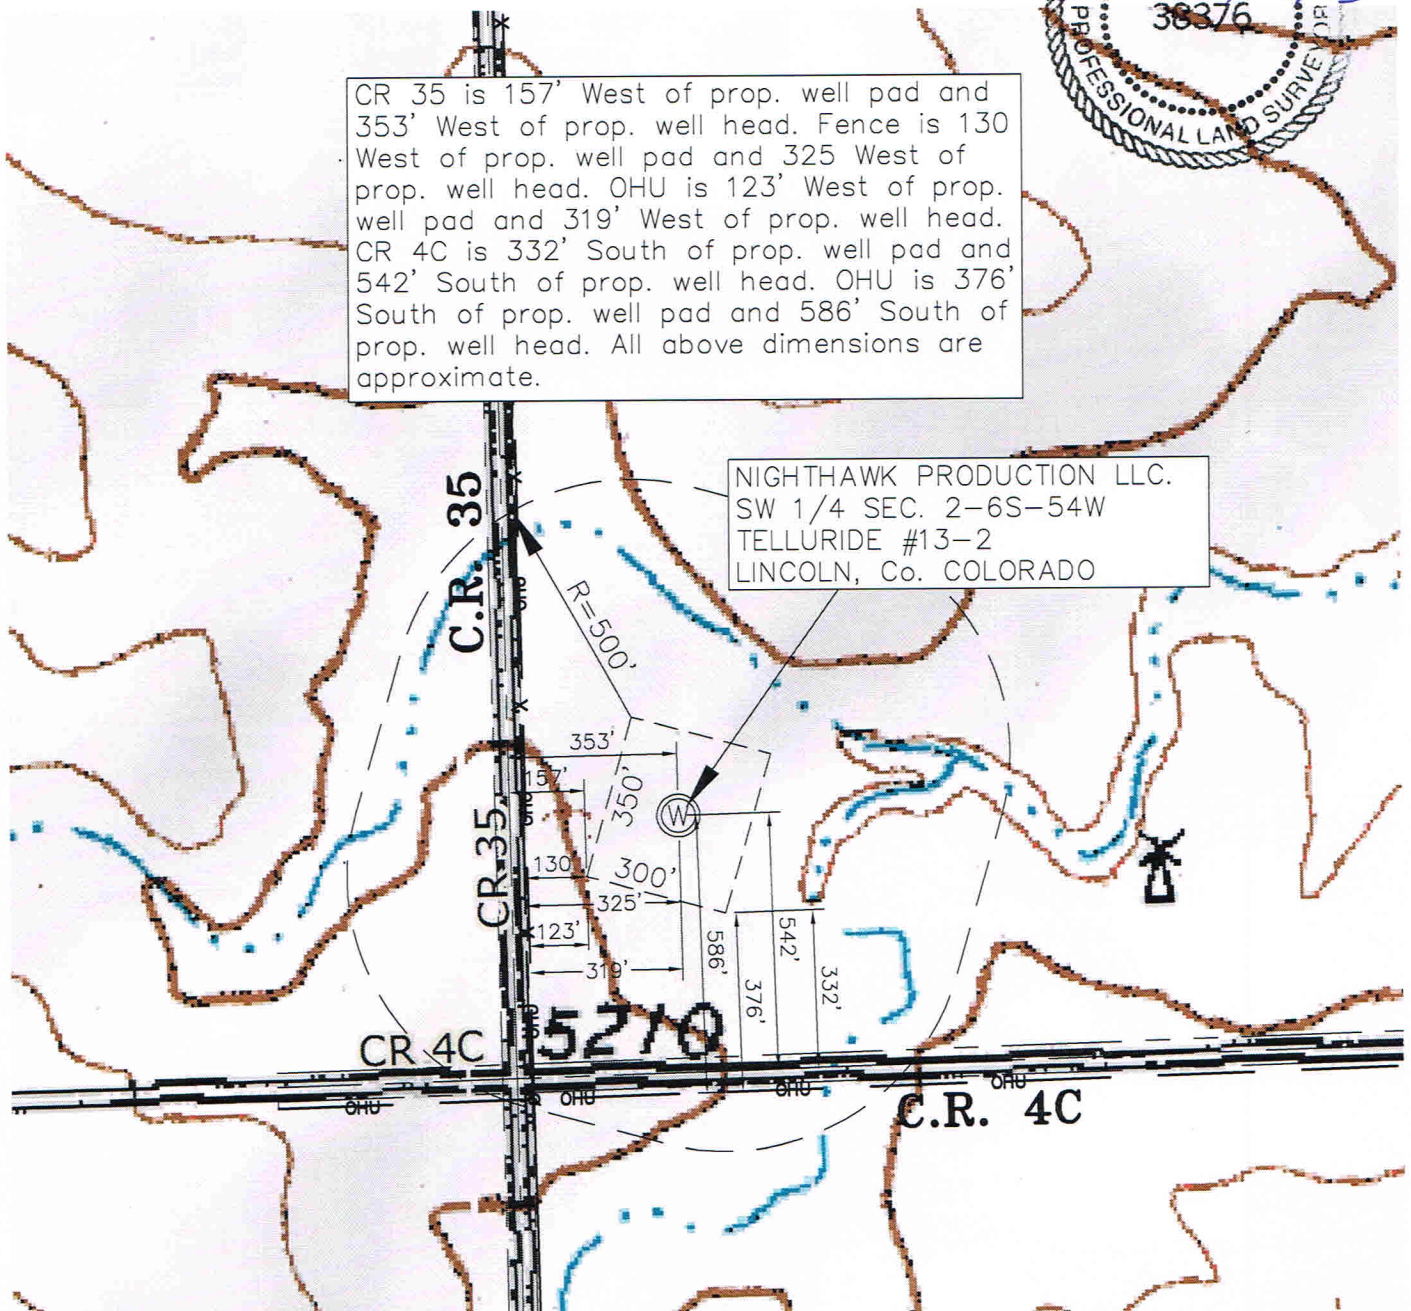 38376
PROFESSIONAL LAND SURVEYOR
CR 35 is 157' West of prop. well pad and
353' West of prop. well head. Fence is 130
West of prop. well pad and 325 West of
prop. well head. OHU is 123' West of prop.
well pad and 319' West of prop. well head.
CR 4C is 332' South of prop. well pad and
542' South of prop. well head. OHU is 376'
South of prop. well pad and 586' South of
prop. well head. All above dimensions are
approximate.
NIGHTHAWK PRODUCTION LLC.
SW 1/4 SEC. 2-6S-54W
TELLURIDE #13-2
LINCOLN, Co. COLORADO
C.R. 35
OHU
R=500'
353'
157'
350'
W
OHU
CR 35
130'
300'
325'
123'
319'
586'
542'
376'
332'
OHU
5210
CR 4C
OHU
OHU
OHU
OHU
C.R. 4C